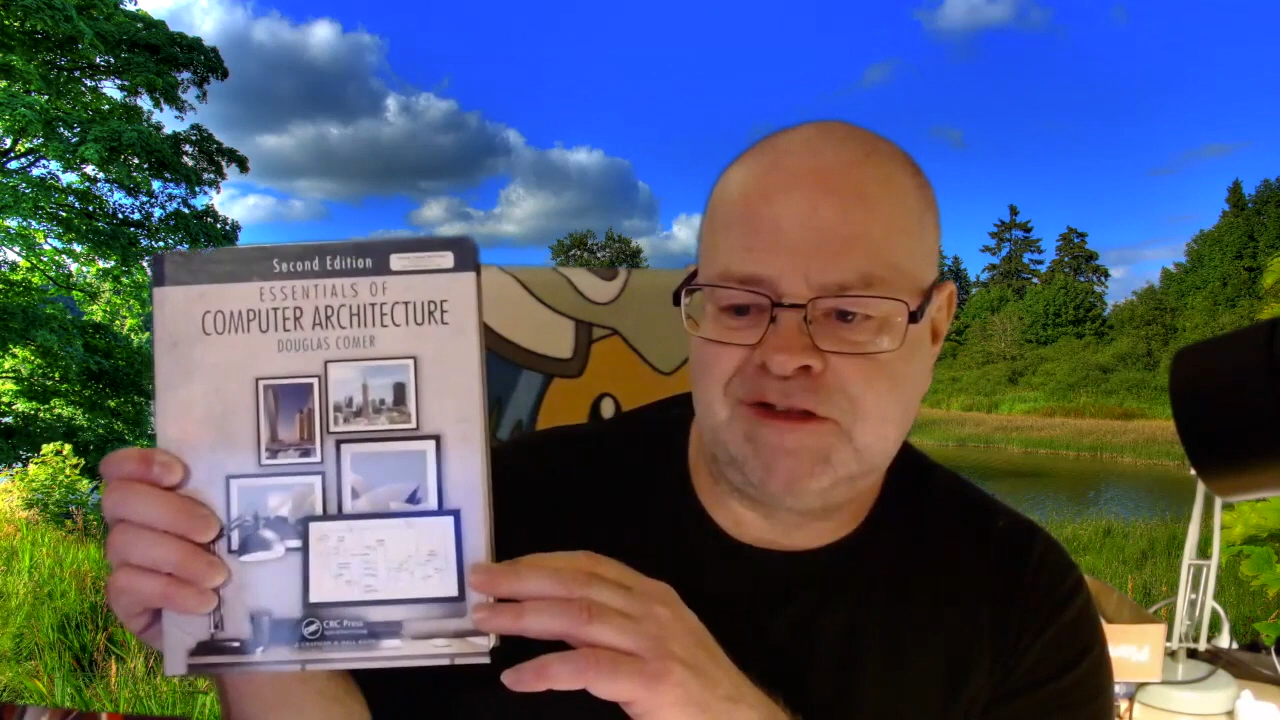 Second Edition
ESSENTIALS OF
COMPUTER ARCHITECTURE
DOUGLAS COMER
CRC Press